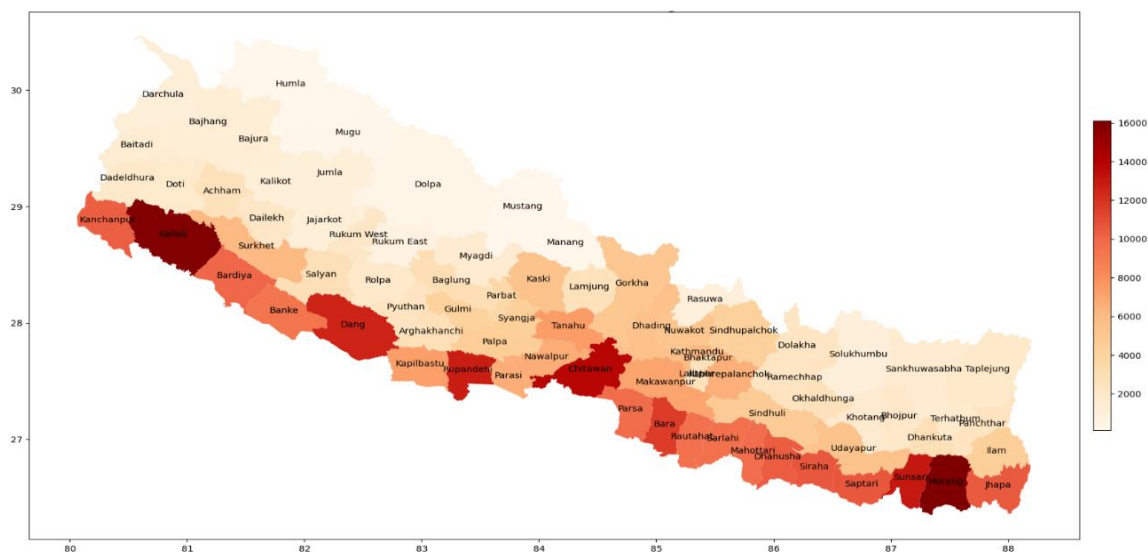 30
29
28
27
80
81
82
83
84
85
86
87
88
16000
14000
12000
10000
8000
6000
4000
2000
Humla
Darchula
Bajhang
Mugu
Bajura
Baitadi
Jumla
Dadeldhura
Doti
Achham
Kalikot
Dolpa
Mustang
Kanchanpur
Kailali
Dailekh
Jajarkot
Rukum West
Rukum East
Manang
Surkhet
Myagdi
Bardiya
Salyan
Rolpa
Baglung
Kaski
Lamjung
Gorkha
Parbat
Rasuwa
Banke
Pyuthan
Gulmi
Syangja
Dang
Arghakhanchi
Tanahu
Dhading
Nuwakot
Sindhupalchok
Palpa
Dolakha
Nawalpur
Kathmandu
Bhaktapur
Solukhumbu
Kapilbastu
Rupandehi
Parasi
Chitawan
Lalitpur
Kabhrepalanchok
Ramechhap
Sankhuwasabha
Taplejung
Makawanpur
Okhaldhunga
Parsa
Sindhuli
Khotang
Bhojpur
Terhathum
Panchthar
Bara
Rautahat
Sarlahi
Mahottari
Dhanusha
Udayapur
Dhankuta
Ilam
Siraha
Saptari
Sunsari
Morang
Jhapa